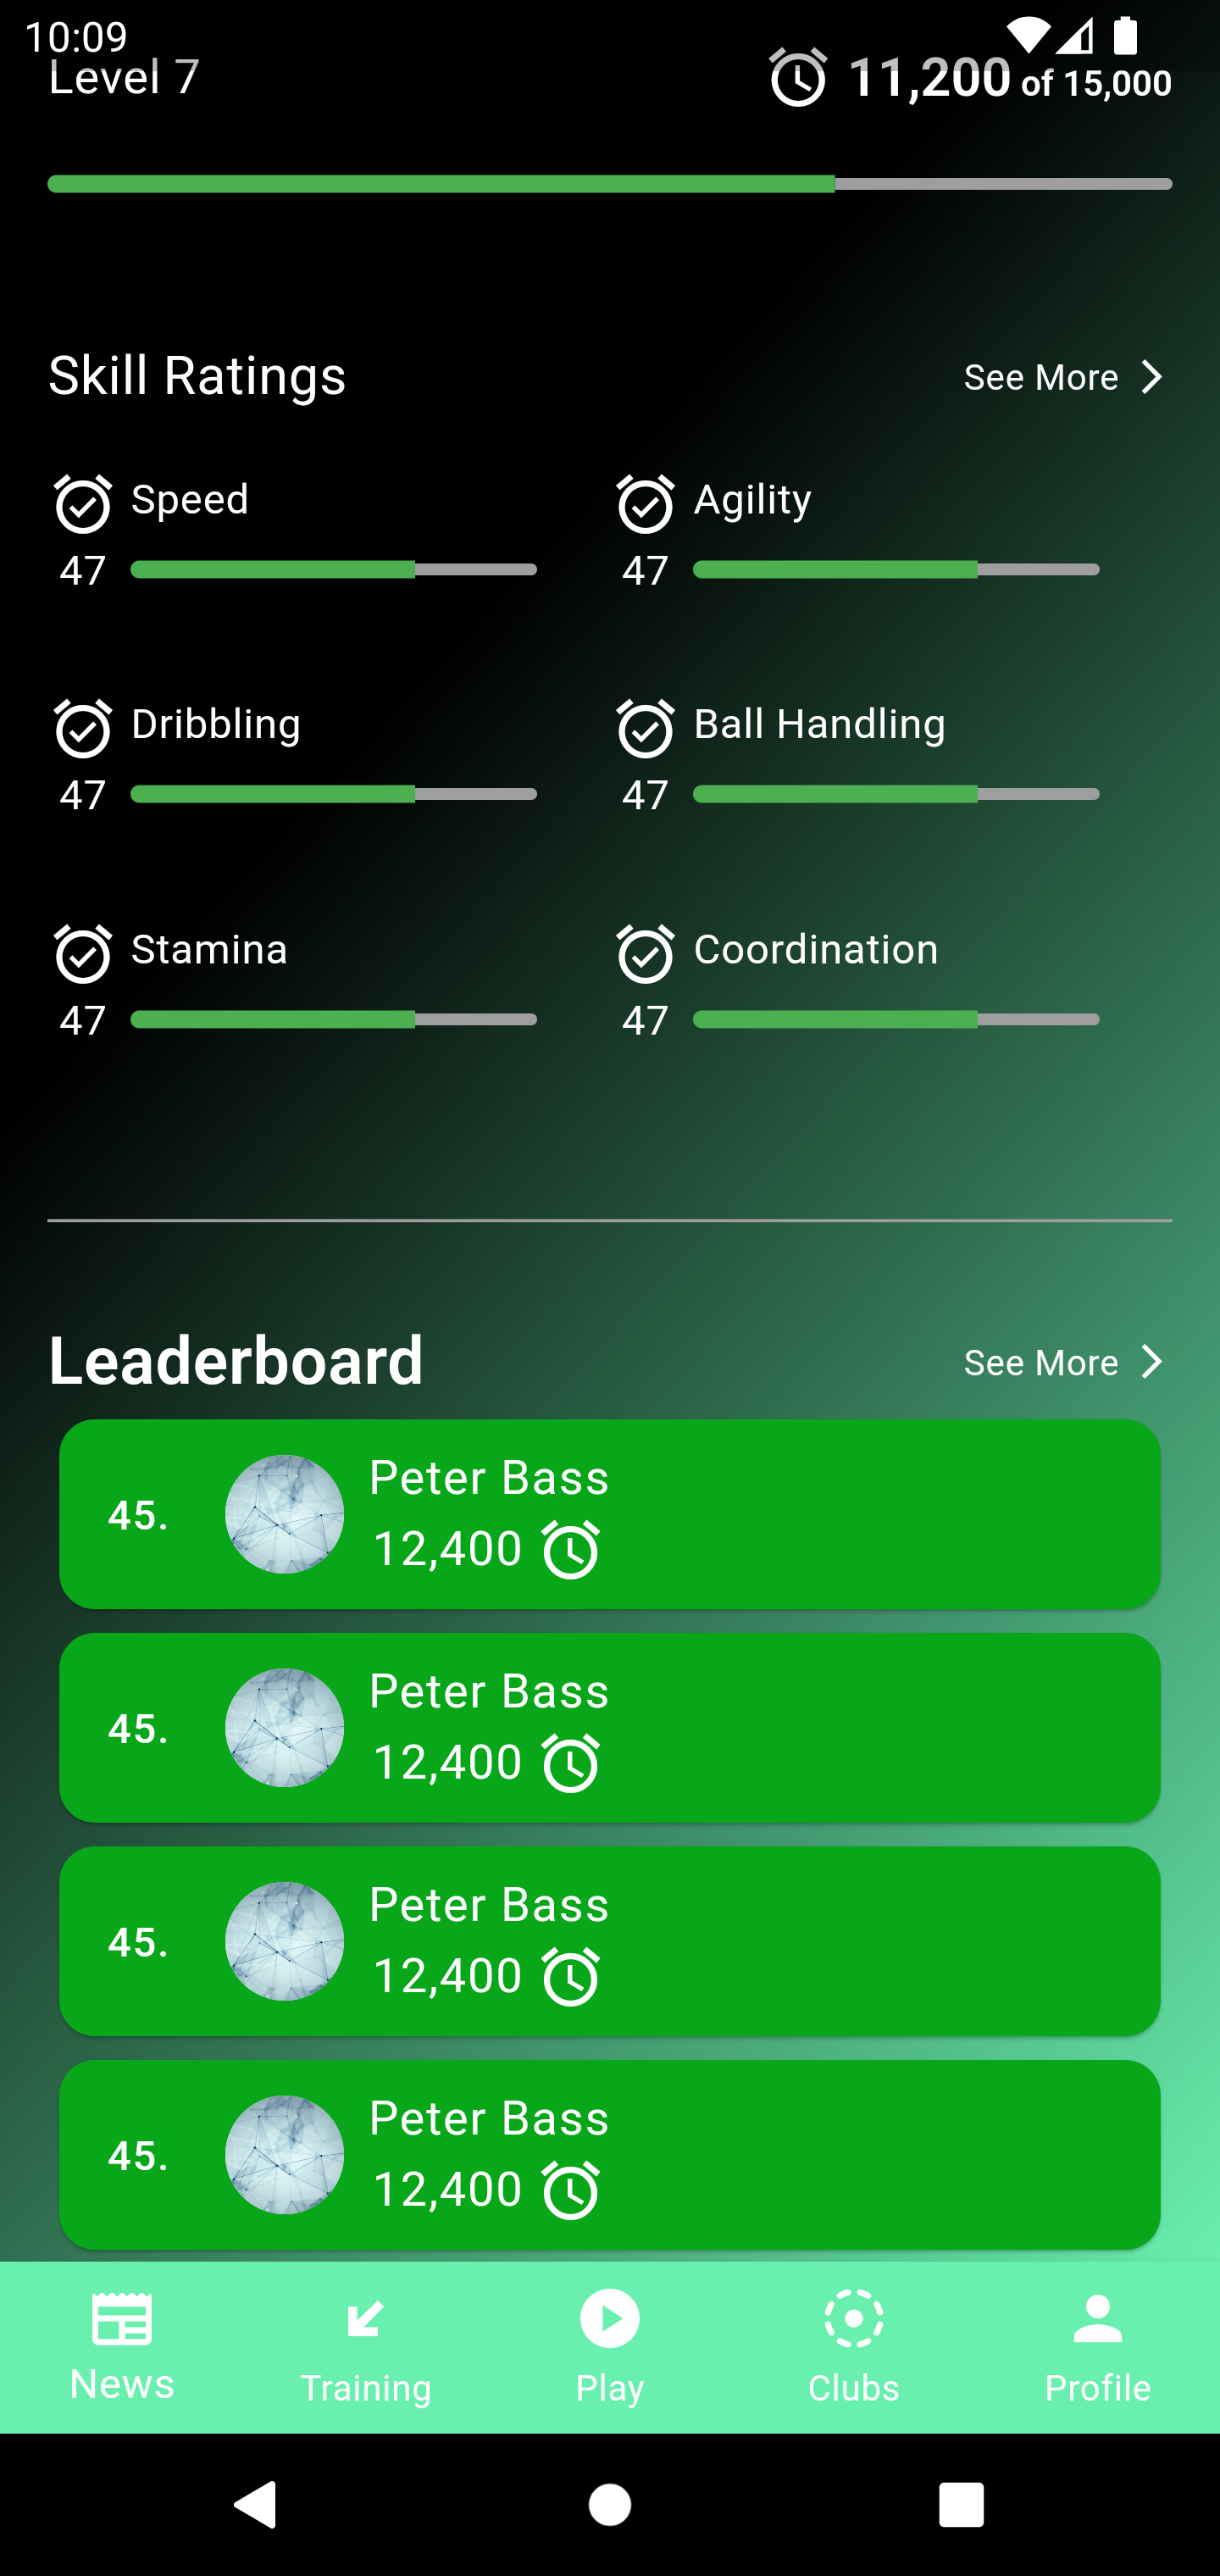 10:09
Level 7 11,200 of 15,000
Skill Ratings See More
Speed Agility
47 47
Dribbling Ball Handling
47 47
Stamina Coordination
47 47
Leaderboard See More
Peter Bass
45.
12,400
Peter Bass
45.
12,400
Peter Bass
45.
12,400
Peter Bass
45.
12,400
News Training Play Clubs Profile